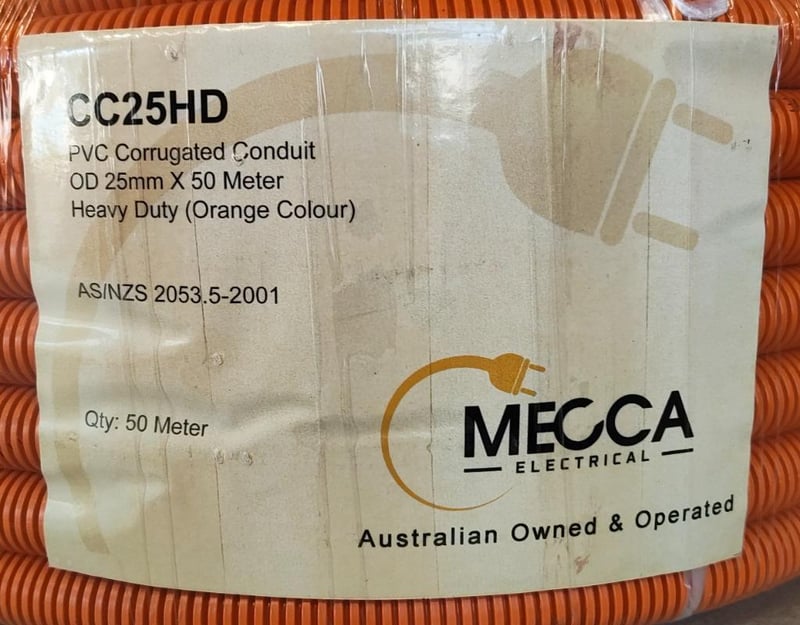 CC25HD
PVC Corrugated Conduit
OD 25mm X 50 Meter
Heavy Duty (Orange Colour)
AS/NZS 2053.5-2001
Qty: 50 Meter
MECCA
ELECTRICAL
Australian Owned & Operated